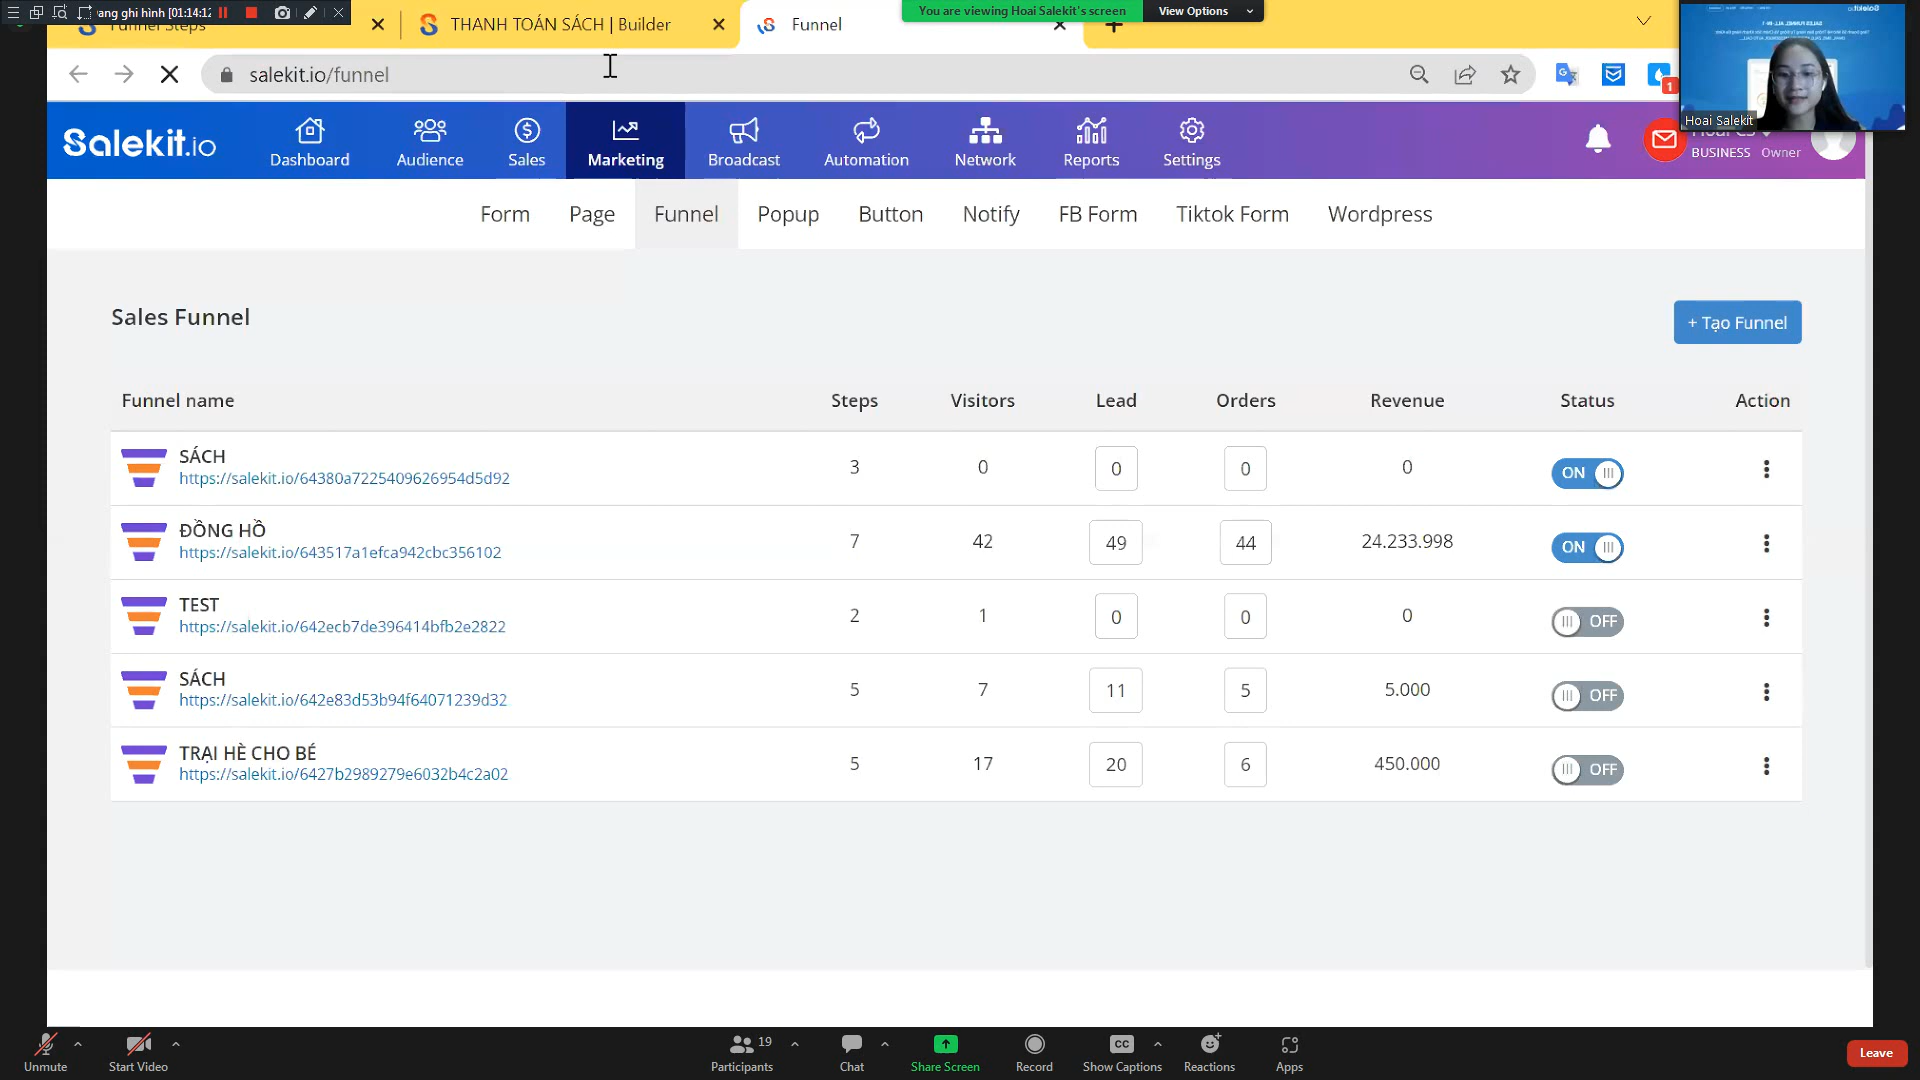 ang ghi hình [01:14:12
You are viewing Hoai Salekit's screen
View Options
Funnel Steps
THANH TOÁN SÁCH | Builder
Funnel
salekit.io/funnel
1
Hoai Salekit
Salekit.io
Dashboard
Audience
Sales
Marketing
Broadcast
Automation
Network
Reports
Settings
Hoai CS
BUSINESS Owner
Form
Page
Funnel
Popup
Button
Notify
FB Form
Tiktok Form
Wordpress
Sales Funnel
+ Tạo Funnel
Funnel name Steps Visitors Lead Orders Revenue Status Action
SÁCH
https://salekit.io/64380a7225409626954d5d92
3 0 0 0 0 ON
ĐỒNG HỒ
https://salekit.io/643517a1efca942cbc356102
7 42 49 44 24.233.998 ON
TEST
https://salekit.io/642ecb7de396414bfb2e2822
2 1 0 0 0 OFF
SÁCH
https://salekit.io/642e83d53b94f64071239d32
5 7 11 5 5.000 OFF
TRẠI HÈ CHO BÉ
https://salekit.io/6427b2989279e6032b4c2a02
5 17 20 6 450.000 OFF
Unmute
Start Video
19
Participants
Chat
Share Screen
Record
CC
Show Captions
Reactions
Apps
Leave